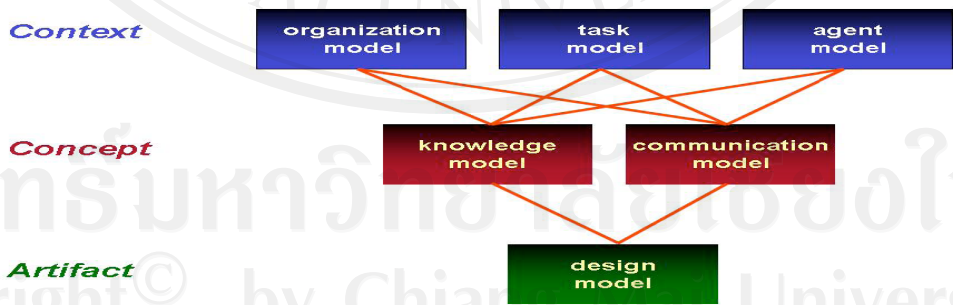 Context
organization
model
task
model
agent
model
Concept
knowledge
model
communication
model
Artifact
design
model